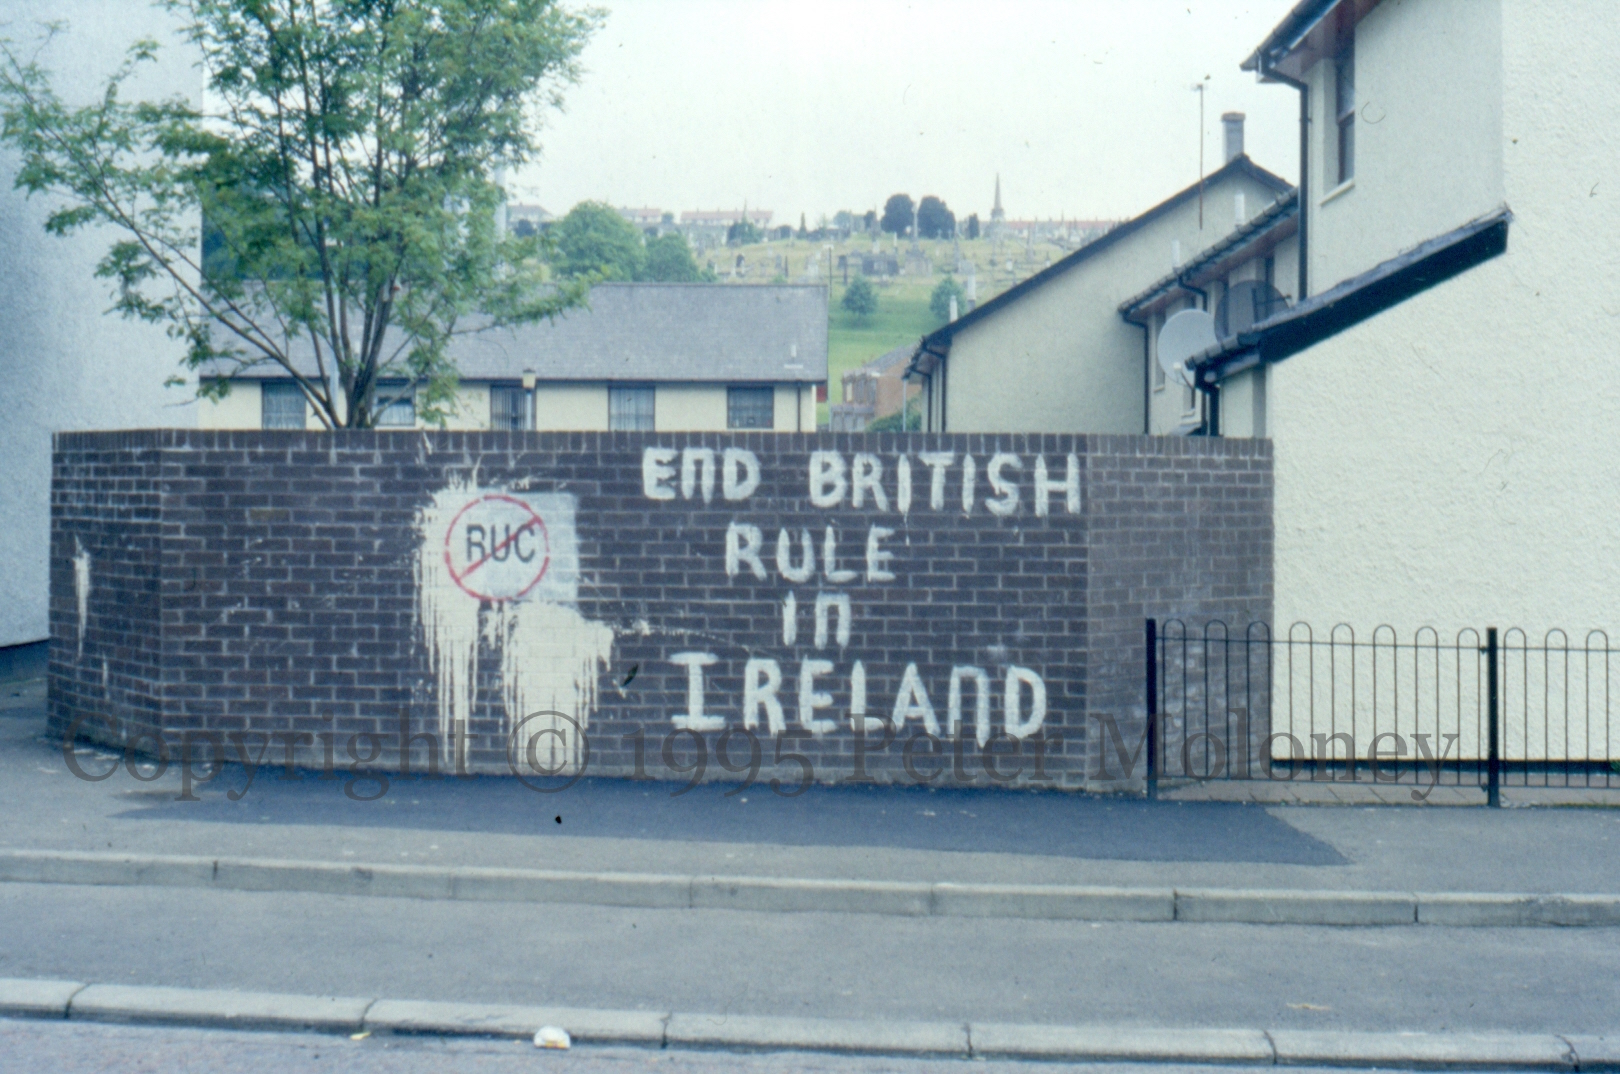 END BRITISH
RULE
IN
IRELAND
RUC
Copyright © 1995 Peter Moloney